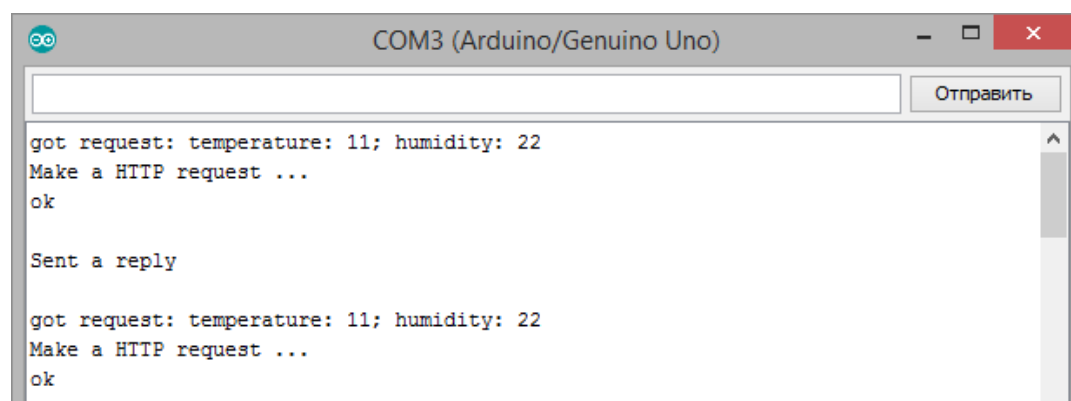 COM3 (Arduino/Genuino Uno)
Отправить
got request: temperature: 11; humidity: 22
Make a HTTP request ...
ok
Sent a reply
got request: temperature: 11; humidity: 22
Make a HTTP request ...
ok